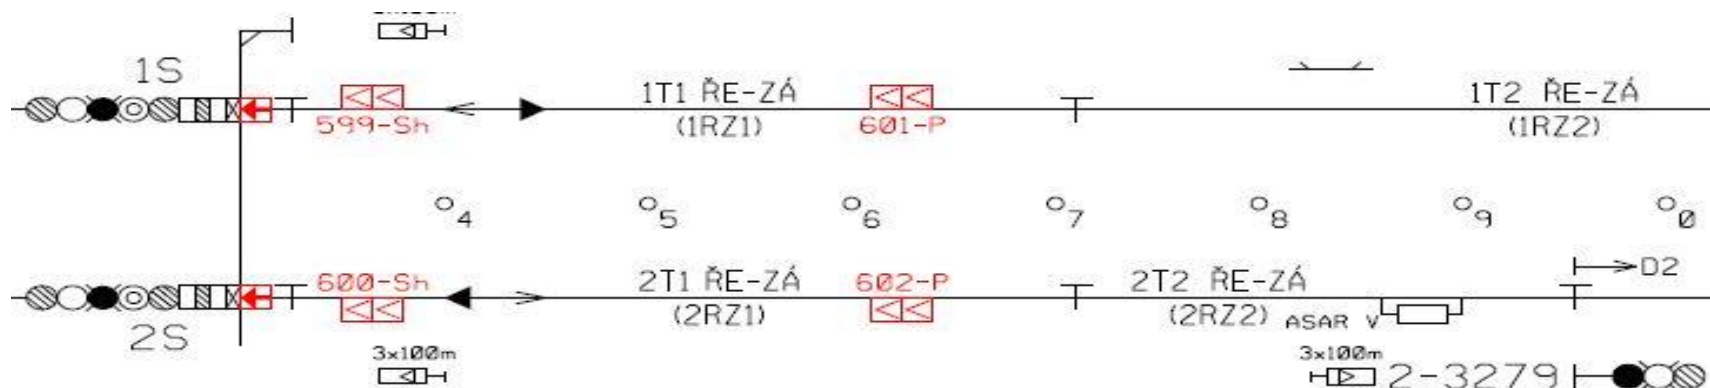 1S
1T1 ŘE-ZÁ
1T2 ŘE-ZÁ
599-Sh
(1RZ1)
601-P
(1RZ2)
4
5
6
7
8
9
0
D2
600-Sh
2T1 ŘE-ZÁ
602-P
2T2 ŘE-ZÁ
2S
(2RZ1)
(2RZ2)
ASAR V
3x100m
3x100m
2-3279